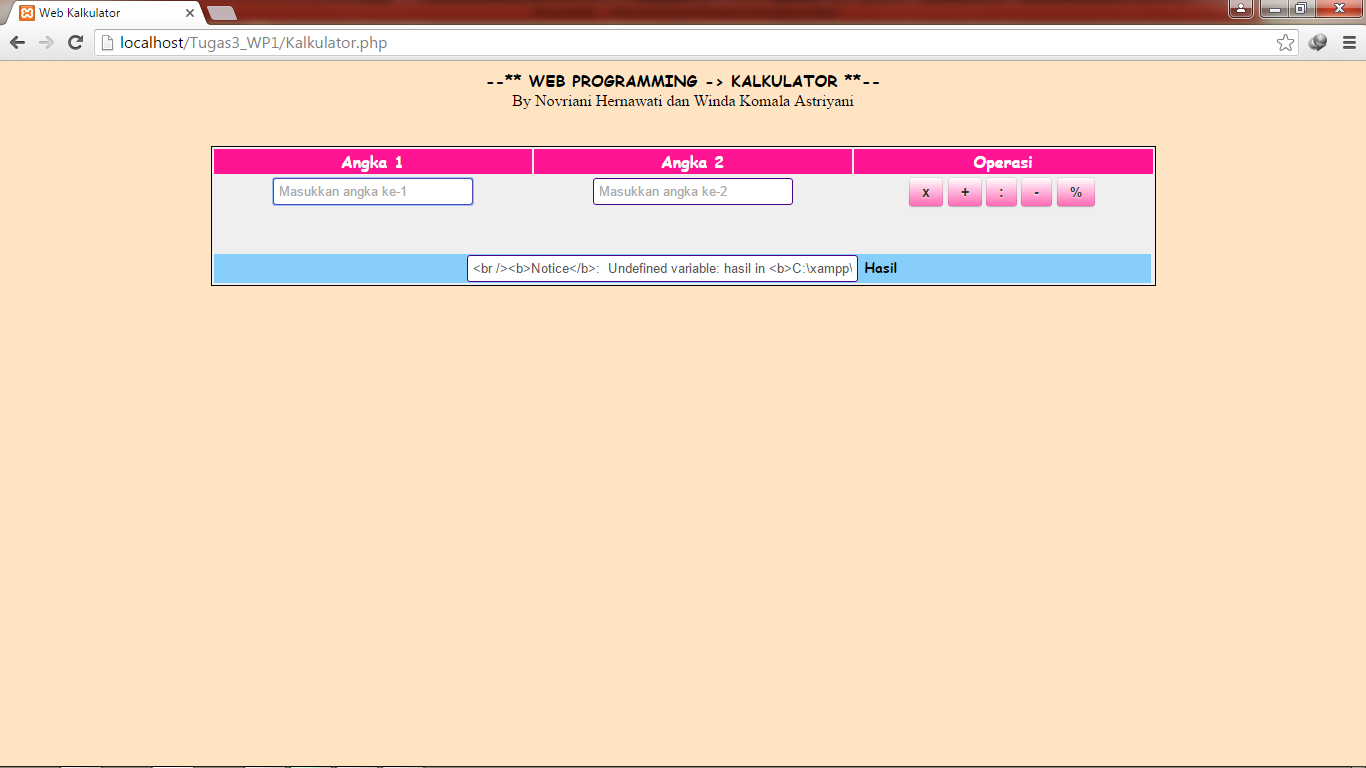 Web Kalkulator
localhost/Tugas3_WP1/Kalkulator.php
--** WEB PROGRAMMING -> KALKULATOR **--
By Novriani Hernawati dan Winda Komala Astriyani
Angka 1 Angka 2 Operasi
Masukkan angka ke-1 Masukkan angka ke-2 x + : - %
<br /><b>Notice</b>:  Undefined variable: hasil in <b>C:\xampp\ Hasil